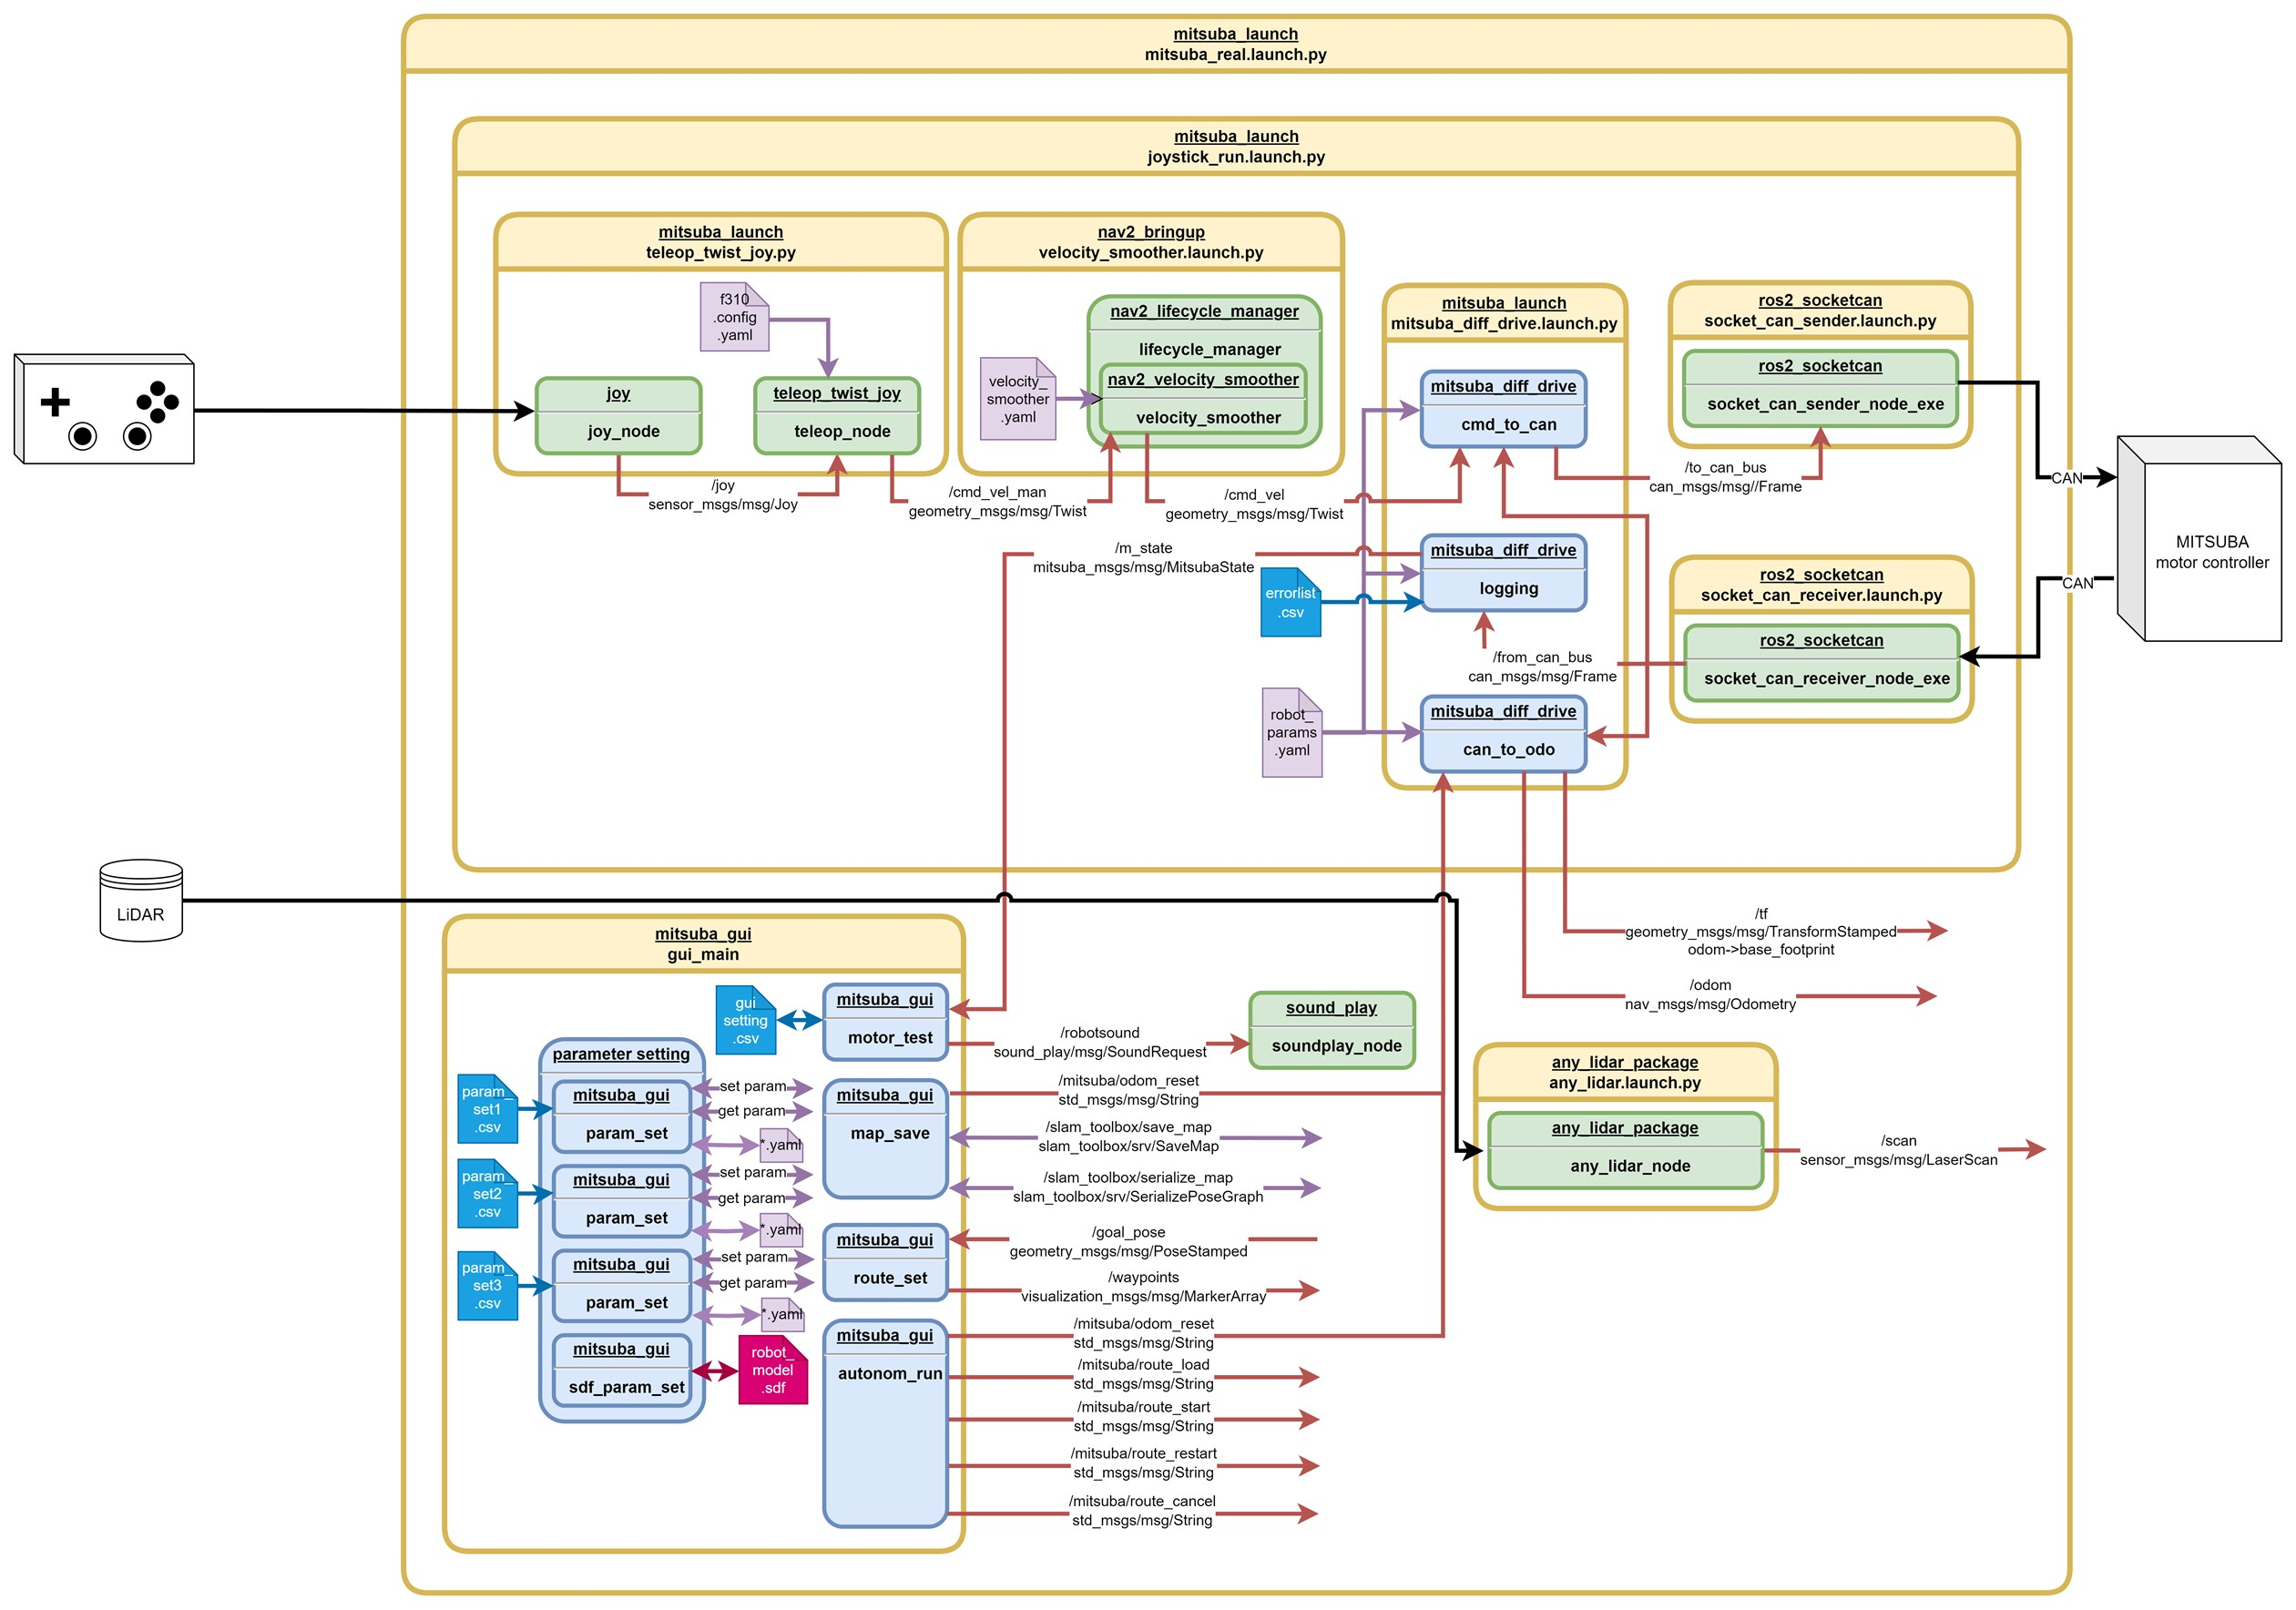 mitsuba_launch
mitsuba_real.launch.py
mitsuba_launch
joystick_run.launch.py
mitsuba_launch
teleop_twist_joy.py
f310
.config
.yaml
joy
joy_node
teleop_twist_joy
teleop_node
/joy
sensor_msgs/msg/Joy
nav2_bringup
velocity_smoother.launch.py
nav2_lifecycle_manager
lifecycle_manager
velocity_
smoother
.yaml
nav2_velocity_smoother
velocity_smoother
/cmd_vel_man
geometry_msgs/msg/Twist
/cmd_vel
geometry_msgs/msg/Twist
mitsuba_launch
mitsuba_diff_drive.launch.py
mitsuba_diff_drive
cmd_to_can
/m_state
mitsuba_msgs/msg/MitsubaState
mitsuba_diff_drive
logging
errorlist
.csv
/from_can_bus
can_msgs/msg/Frame
robot_
params
.yaml
mitsuba_diff_drive
can_to_odo
ros2_socketcan
socket_can_sender.launch.py
ros2_socketcan
socket_can_sender_node_exe
/to_can_bus
can_msgs/msg//Frame
ros2_socketcan
socket_can_receiver.launch.py
ros2_socketcan
socket_can_receiver_node_exe
CAN
CAN
MITSUBA
motor controller
LiDAR
/tf
geometry_msgs/msg/TransformStamped
odom->base_footprint
/odom
nav_msgs/msg/Odometry
mitsuba_gui
gui_main
gui
setting
.csv
mitsuba_gui
motor_test
/robotsound
sound_play/msg/SoundRequest
sound_play
soundplay_node
parameter setting
param_
set1
.csv
mitsuba_gui
param_set
set param
get param
*.yaml
param_
set2
.csv
mitsuba_gui
param_set
set param
get param
*.yaml
param_
set3
.csv
mitsuba_gui
param_set
set param
get param
*.yaml
mitsuba_gui
sdf_param_set
robot_
model
.sdf
mitsuba_gui
map_save
/mitsuba/odom_reset
std_msgs/msg/String
/slam_toolbox/save_map
slam_toolbox/srv/SaveMap
/slam_toolbox/serialize_map
slam_toolbox/srv/SerializePoseGraph
mitsuba_gui
route_set
/goal_pose
geometry_msgs/msg/PoseStamped
/waypoints
visualization_msgs/msg/MarkerArray
mitsuba_gui
autonom_run
/mitsuba/odom_reset
std_msgs/msg/String
/mitsuba/route_load
std_msgs/msg/String
/mitsuba/route_start
std_msgs/msg/String
/mitsuba/route_restart
std_msgs/msg/String
/mitsuba/route_cancel
std_msgs/msg/String
any_lidar_package
any_lidar.launch.py
any_lidar_package
any_lidar_node
/scan
sensor_msgs/msg/LaserScan